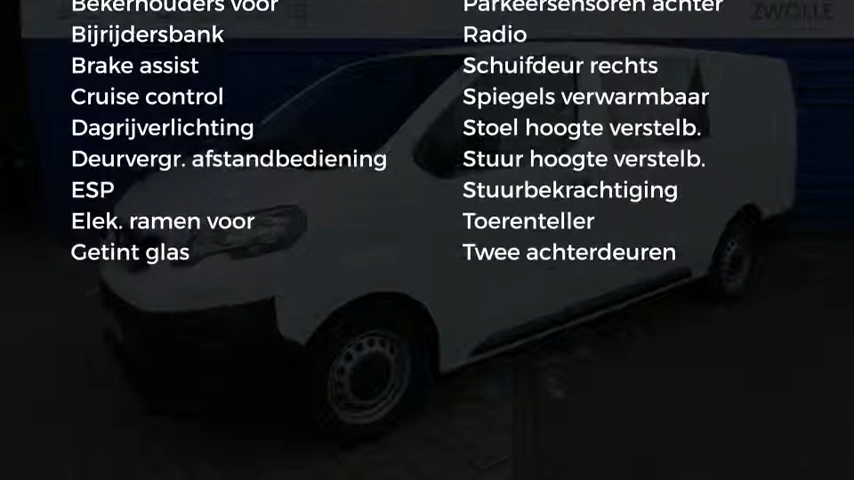 ZWOLLE
Bekerhouders voor
Bijrijdersbank
Brake assist
Cruise control
Dagrijverlichting
Deurvergr. afstandbediening
ESP
Elek. ramen voor
Getint glas
Parkeersensoren achter
Radio
Schuifdeur rechts
Spiegels verwarmbaar
Stoel hoogte verstelb.
Stuur hoogte verstelb.
Stuurbekrachtiging
Toerenteller
Twee achterdeuren